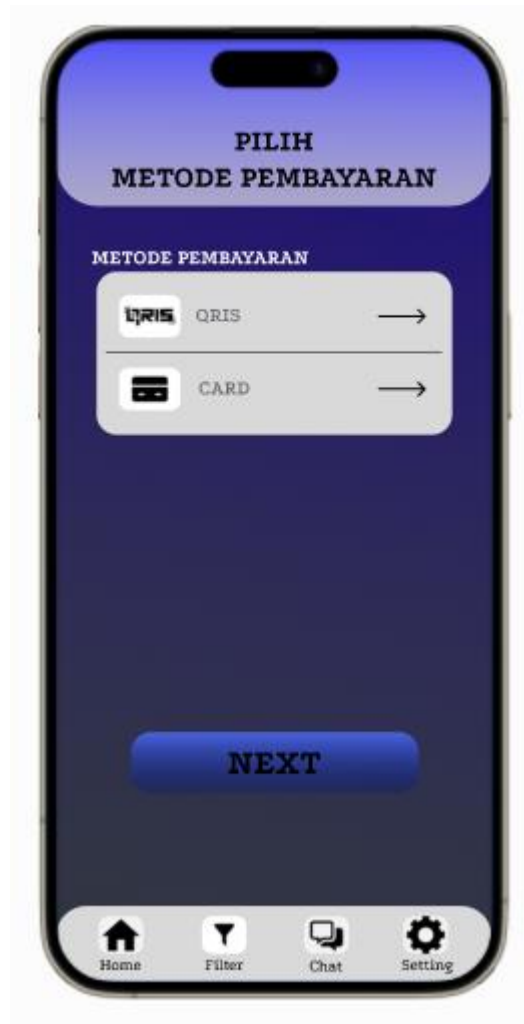 PILIH
METODE PEMBAYARAN
METODE PEMBAYARAN
QRIS QRIS
CARD
NEXT
Home Filter Chat Setting